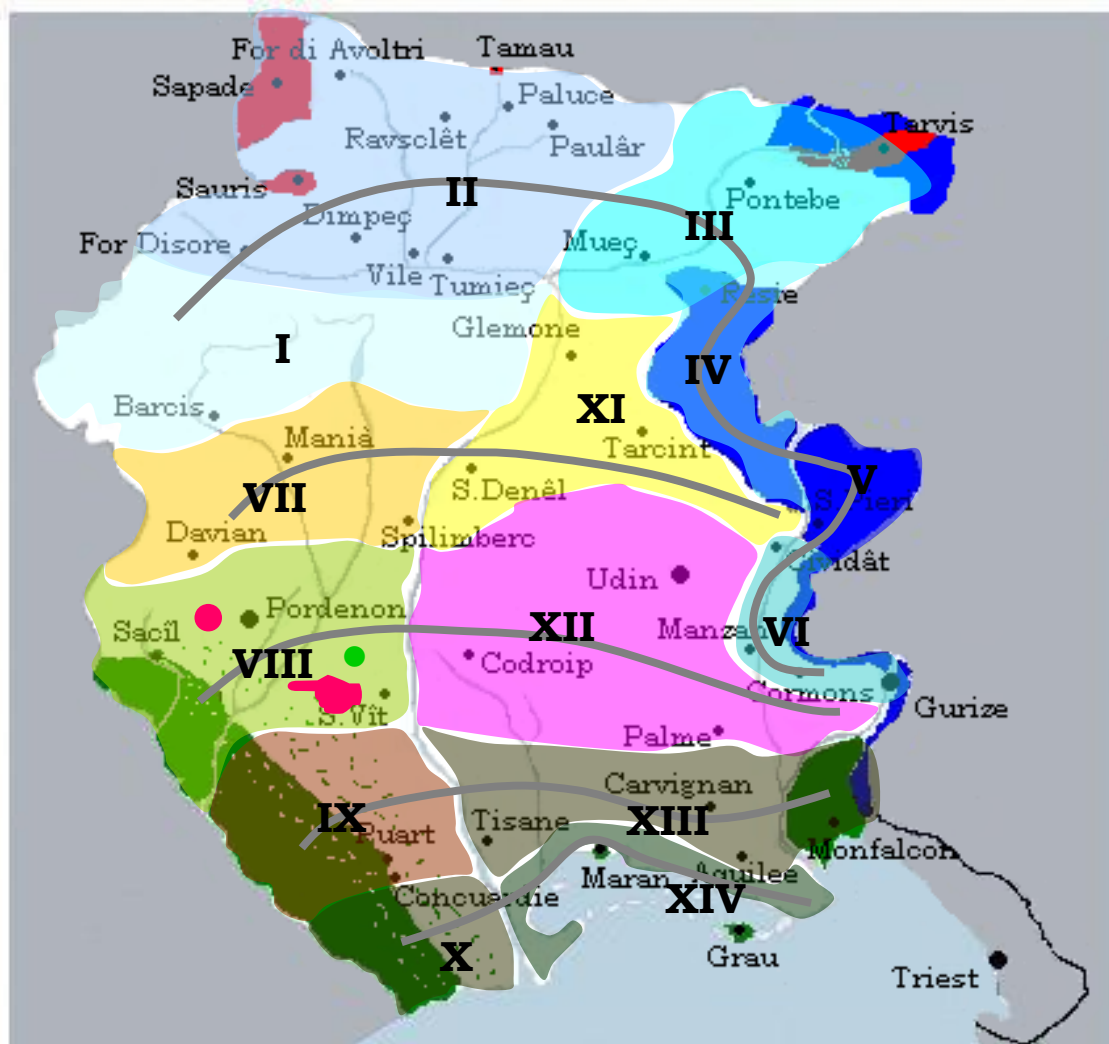 Tamau
For di Avoltri
Sapade
Paluce
Tarvis
Ravsclêt
Paulâr
Sauris
II
Pontebe
Dimpeç
III
For Disore
Mueç
Vile
Tumieç
Resie
Glemone
I
IV
Barcis
XI
Manià
Tarcint
VII
S.Denêl
V
S.Pieri
Davian
Spilimberc
Cividât
Udin
Pordenon
Sacîl
XII
Manzan
VI
VIII
Codroip
Cormons
S.Vît
Gurize
Palme
Carvignan
IX
Tisane
XIII
Puart
Monfalcon
Maran
Aquilee
Concuardie
XIV
X
Grau
Triest